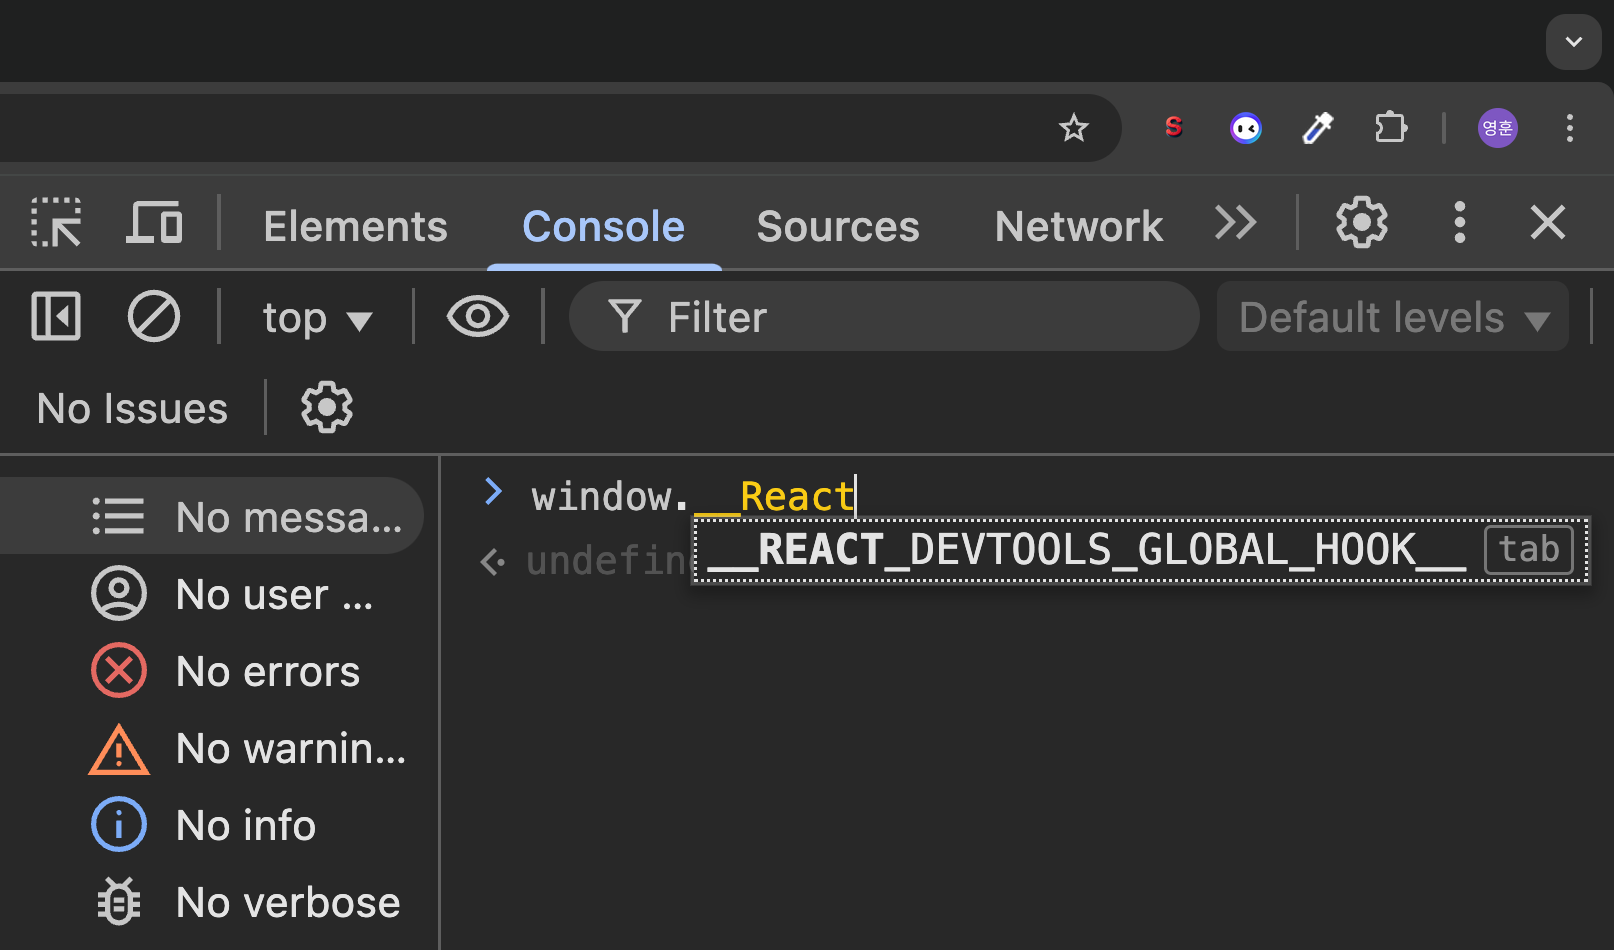 S
영훈
Elements Console Sources Network
top Filter Default levels
No Issues
No messa...
No user ...
No errors
No warnin...
No info
No verbose
window.__React
__REACT_DEVTOOLS_GLOBAL_HOOK__ tab
undefin